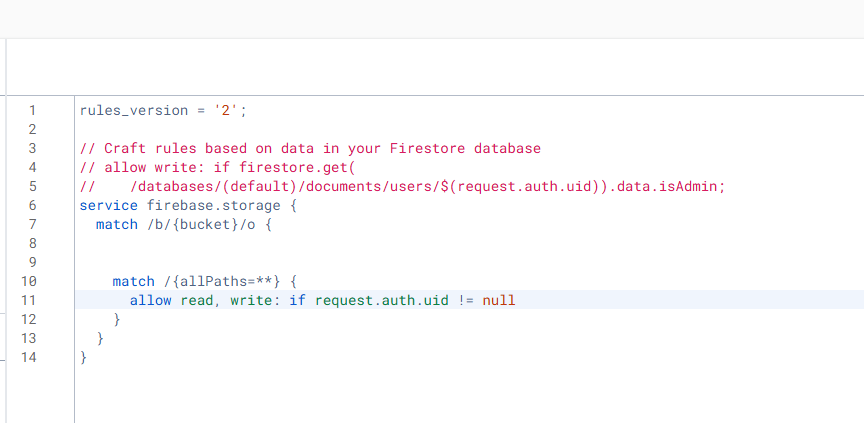 1 rules_version = '2';
2
3 // Craft rules based on data in your Firestore database
4 // allow write: if firestore.get(
5 //    /databases/(default)/documents/users/$(request.auth.uid)).data.isAdmin;
6 service firebase.storage {
7   match /b/{bucket}/o {
8
9
10     match /{allPaths=**} {
11       allow read, write: if request.auth.uid != null
12     }
13   }
14 }